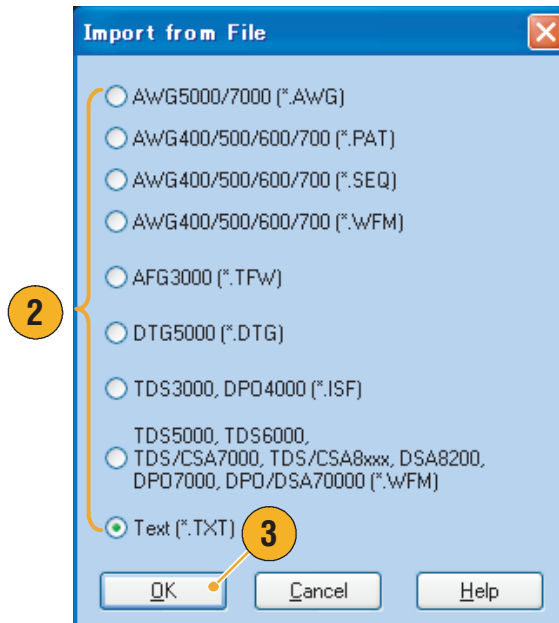 Import from File
AWG5000/7000 (*.AWG)
AWG400/500/600/700 (*.PAT)
AWG400/500/600/700 (*.SEQ)
AWG400/500/600/700 (*.WFM)
AFG3000 (*.TFW)
2
DTG5000 (*.DTG)
TDS3000, DPO4000 (*.ISF)
TDS5000, TDS6000,
TDS/CSA7000, TDS/CSA8xxx, DSA8200,
DPO7000, DPO/DSA70000 (*.WFM)
Text (*.TXT)
3
OK Cancel Help